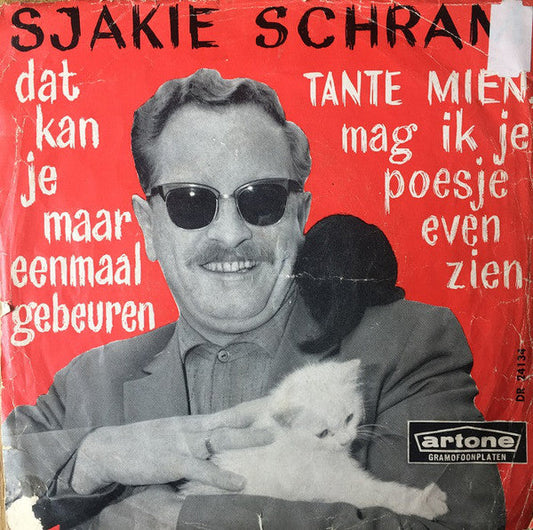 SJAKIE SCHRAM
dat
kan
je
maar
eenmaal
gebeuren
TANTE MIEN,
mag ik je
poesje
even
zien
DR 24134
artone
GRAMOFOONPLATEN